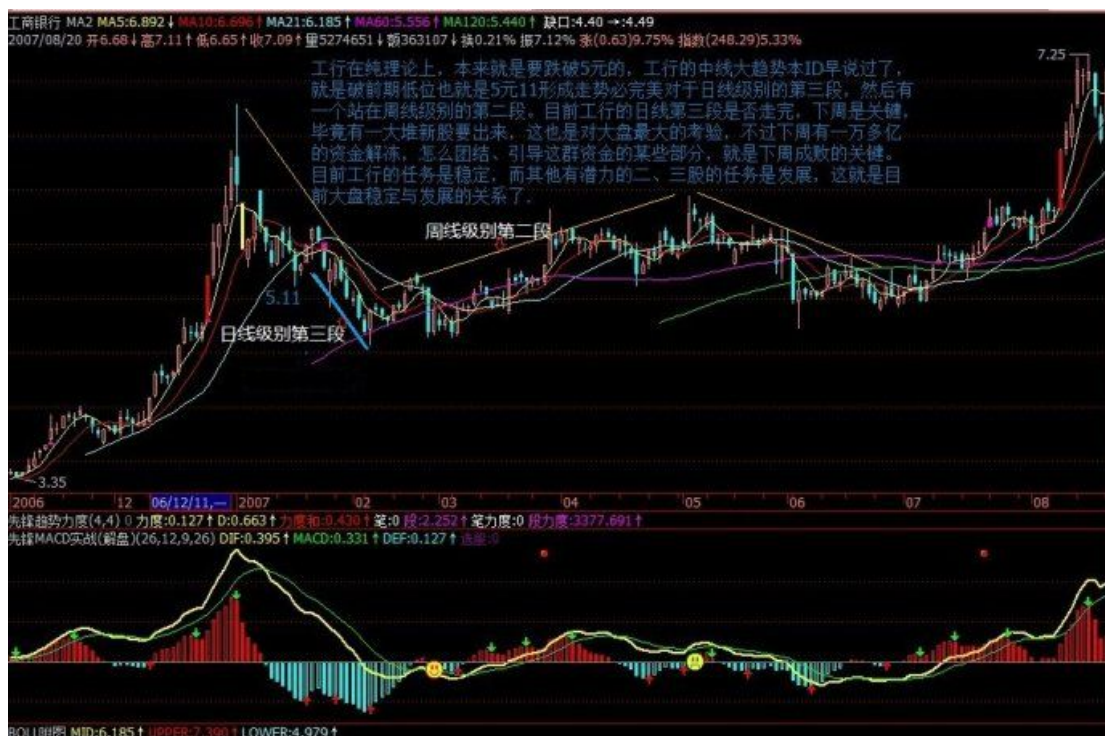 工商银行 MA2 MA5:6.892↓ MA10:6.696↑ MA21:6.185↑ MA60:5.556↑ MA120:5.440↑ 缺口:4.40 →:4.49
2007/08/20 开6.68↓高7.11↑低6.65↑收7.09↑量5274651↓额363107↓换0.21% 振7.12% 涨(0.63)9.75% 指数(248.29)5.33%
7.25
工行在纯理论上，本来就是要跌破5元的，工行的中线大趋势本ID早说过了，
就是破前期低位也就是5元11形成走势必完美对于日线级别的第三段，然后有
一个站在周线级别的第二段。目前工行的日线第三段是否走完，下周是关键，
毕竟有一大堆新股要出来，这也是对大盘最大的考验，不过下周有一万多亿
的资金解冻，怎么团结、引导这群资金的某些部分，就是下周成败的关健。
目前工行的任务是稳定，而其他有潜力的二、三股的任务是发展，这就是目
前大盘稳定与发展的关系了.
周线级别第二段
5.11
日线级别第三段
3.35
2006 12 06/12/11,一 2007 02 03 04 05 06 07 08
先锋趋势力度(4,4) 0 力度:0.127↑ D:0.663↑ 力度和:0.430↑ 笔:0 段:2.252↑ 笔力度:0 段力度:3377.691↑
先锋MACD实战(解盘)(26,12,9,26) DIF:0.395↑ MACD:0.331↑ DEF:0.127↑ 选股:0
MID:6.185↑ UPPER:7.390↑ LOWER:4.979↑